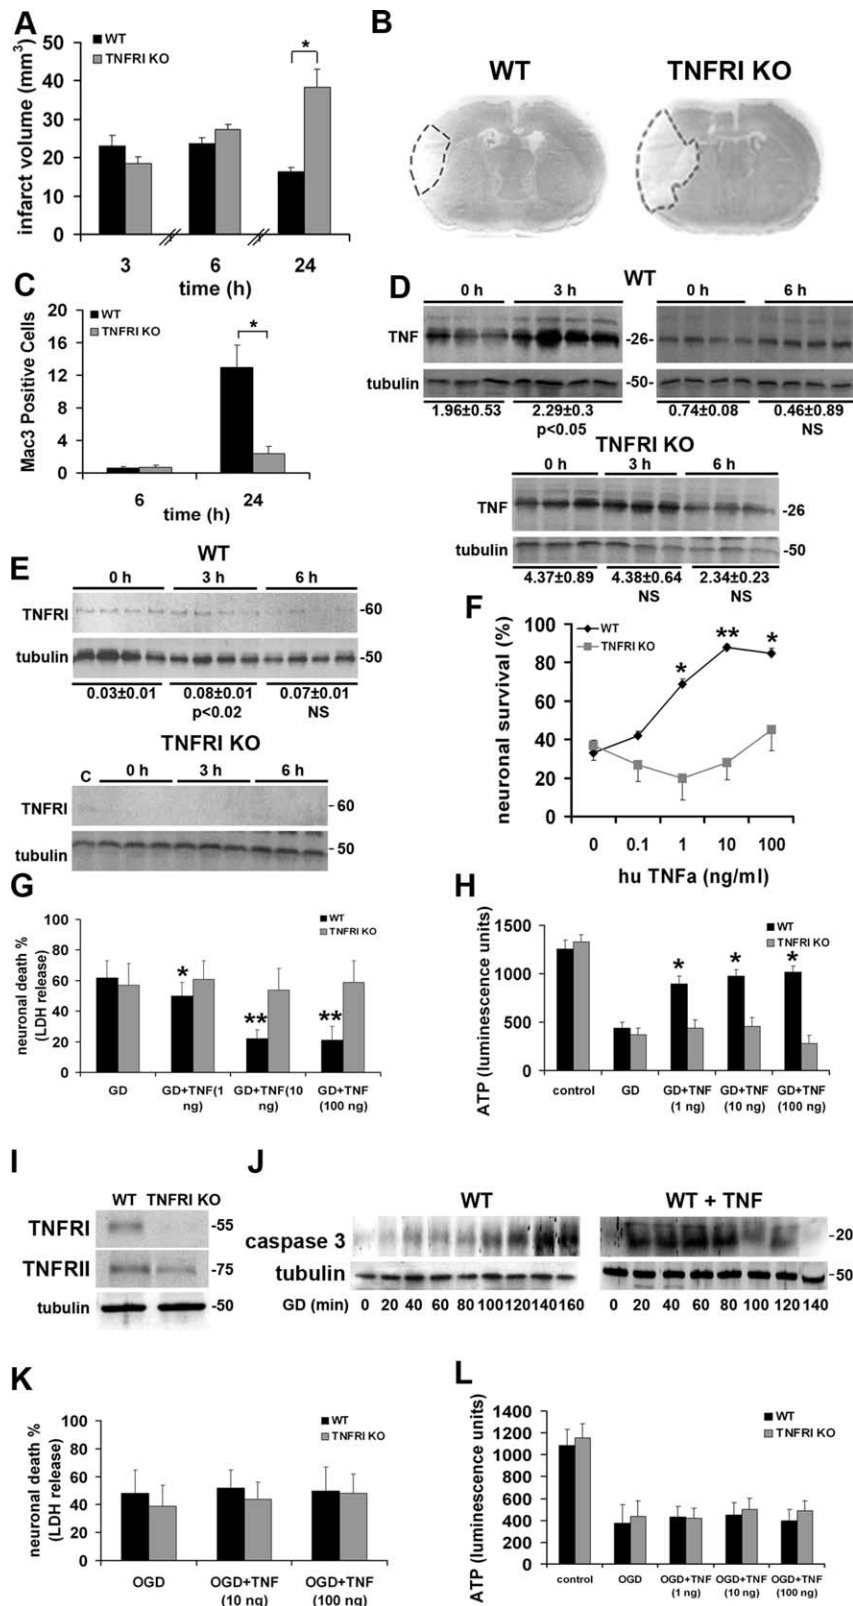 A
WT
TNFRI KO
*
infarct volume (mm3)
50
40
30
20
10
0
3
6
24
time (h)
B
WT
TNFRI KO
C
WT
TNFRI KO
*
Mac3 Positive Cells
20
16
12
8
4
0
6
24
time (h)
D
WT
0 h
3 h
0 h
6 h
TNF
-26-
tubulin
-50-
1.96±0.53
2.29±0.3
0.74±0.08
0.46±0.89
p<0.05
NS
TNFRI KO
0 h
3 h
6 h
TNF
-26
tubulin
-50
4.37±0.89
4.38±0.64
2.34±0.23
NS
NS
E
WT
0 h
3 h
6 h
TNFRI
-60
tubulin
-50
0.03±0.01
0.08±0.01
0.07±0.01
p<0.02
NS
TNFRI KO
C
0 h
3 h
6 h
TNFRI
- 60
tubulin
- 50
F
WT
TNFRI KO
*
**
*
neuronal survival (%)
100
80
60
40
20
0
0
0.1
1
10
100
hu TNFa (ng/ml)
G
neuronal death %
(LDH release)
100
80
60
40
20
0
WT
TNFRI KO
*
**
**
GD
GD+TNF(1
ng)
GD+TNF(10
ng)
GD+TNF
(100 ng)
H
ATP (luminescence units)
1500
1250
1000
500
0
WT
TNFRI KO
*
*
*
control
GD
GD+TNF
(1 ng)
GD+TNF
(10 ng)
GD+TNF
(100 ng)
I
WT TNFRI KO
TNFRI
-55
TNFRII
-75
tubulin
-50
J
WT
WT + TNF
caspase 3
-20
tubulin
50
GD (min)
0 20 40 60 80 100 120 140 160
0 20 40 60 80 100 120 140
K
neuronal death %
(LDH release)
100
80
60
40
20
0
WT
TNFRI KO
OGD
OGD+TNF
(10 ng)
OGD+TNF
(100 ng)
L
ATP (luminescence units)
1400
1200
1000
800
600
400
200
0
WT
TNFRI KO
control
OGD
OGD+TNF
(1 ng)
OGD+TNF
(10 ng)
OGD+TNF
(100 ng)